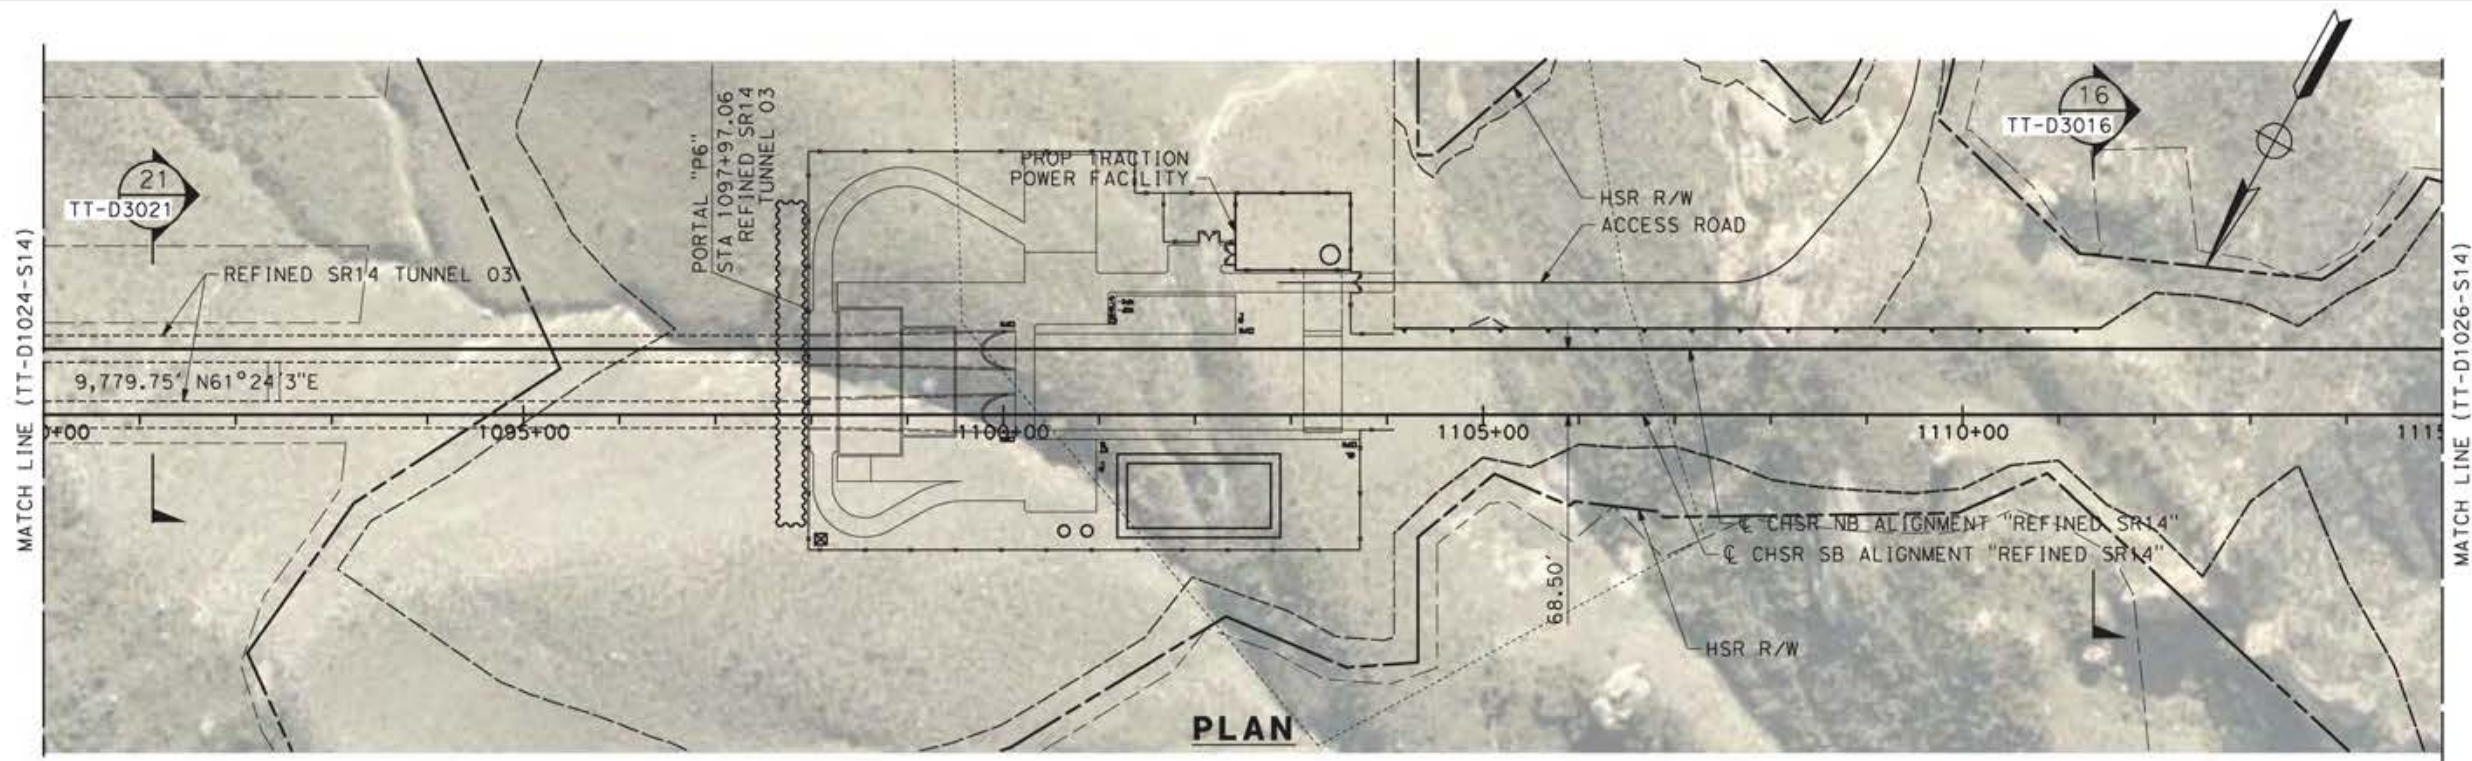 MATCH LINE (TT-D1024-S14)
21
TT-D3021
REFINED SR14 TUNNEL 03
9,779.75' N61°24'3"E
PORTAL "P6"
STA 1097+97.06
REFINED SR14
TUNNEL 03
PROP TRACTION
POWER FACILITY
HSR R/W
ACCESS ROAD
16
TT-D3016
0+00
1095+00
1100+00
1105+00
1110+00
1115
℄ CHSR NB ALIGNMENT "REFINED SR14"
℄ CHSR SB ALIGNMENT "REFINED SR14"
68.50'
HSR R/W
PLAN
MATCH LINE (TT-D1026-S14)